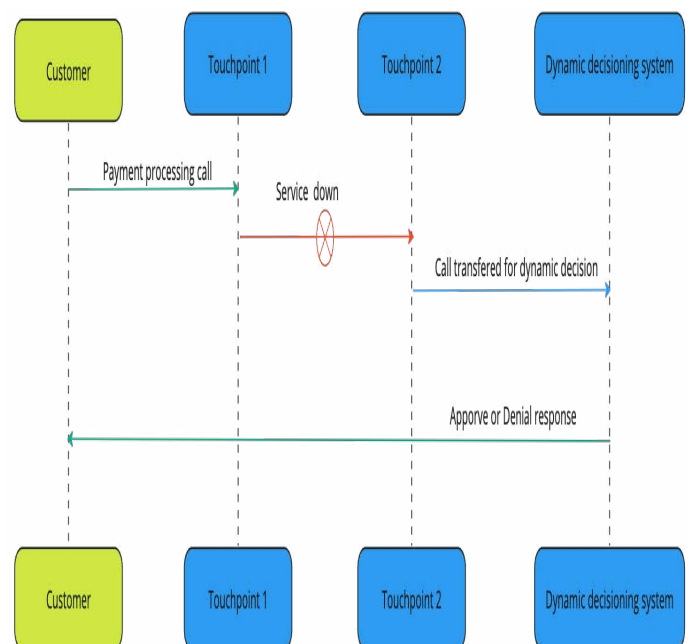 Customer
Touchpoint 1
Touchpoint 2
Dynamic decisioning system
Payment processing call
Service down
Call transfered for dynamic decision
Apporve or Denial response
Customer
Touchpoint 1
Touchpoint 2
Dynamic decisioning system